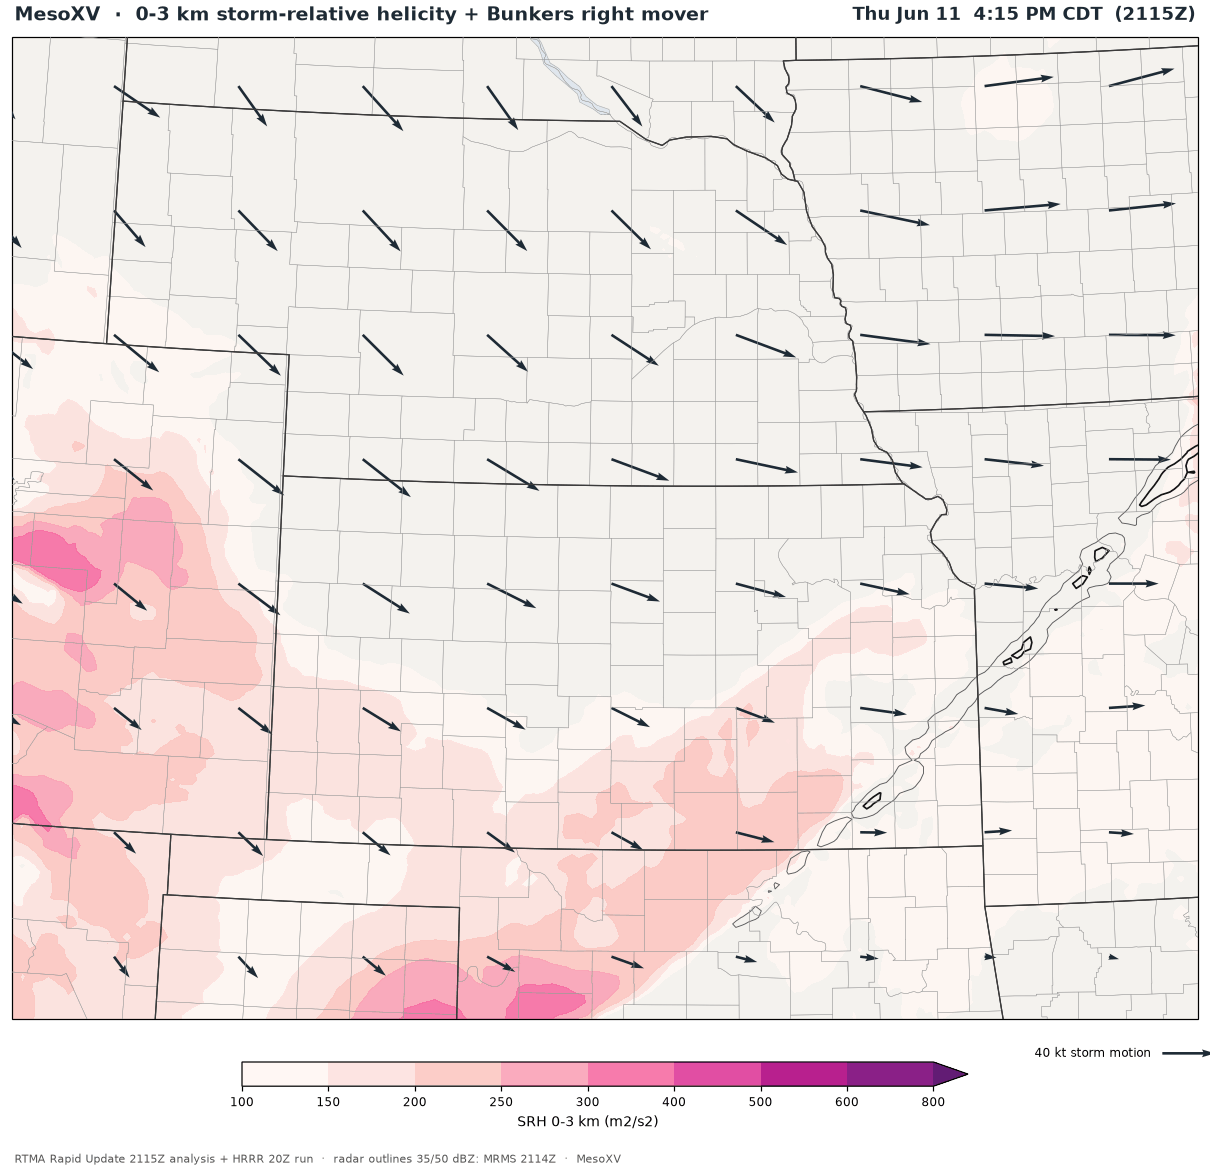 MesoXV · 0-3 km storm-relative helicity + Bunkers right mover
Thu Jun 11 4:15 PM CDT (2115Z)
40 kt storm motion
100 150 200 250 300 400 500 600 800
SRH 0-3 km (m2/s2)
RTMA Rapid Update 2115Z analysis + HRRR 20Z run · radar outlines 35/50 dBZ: MRMS 2114Z · MesoXV